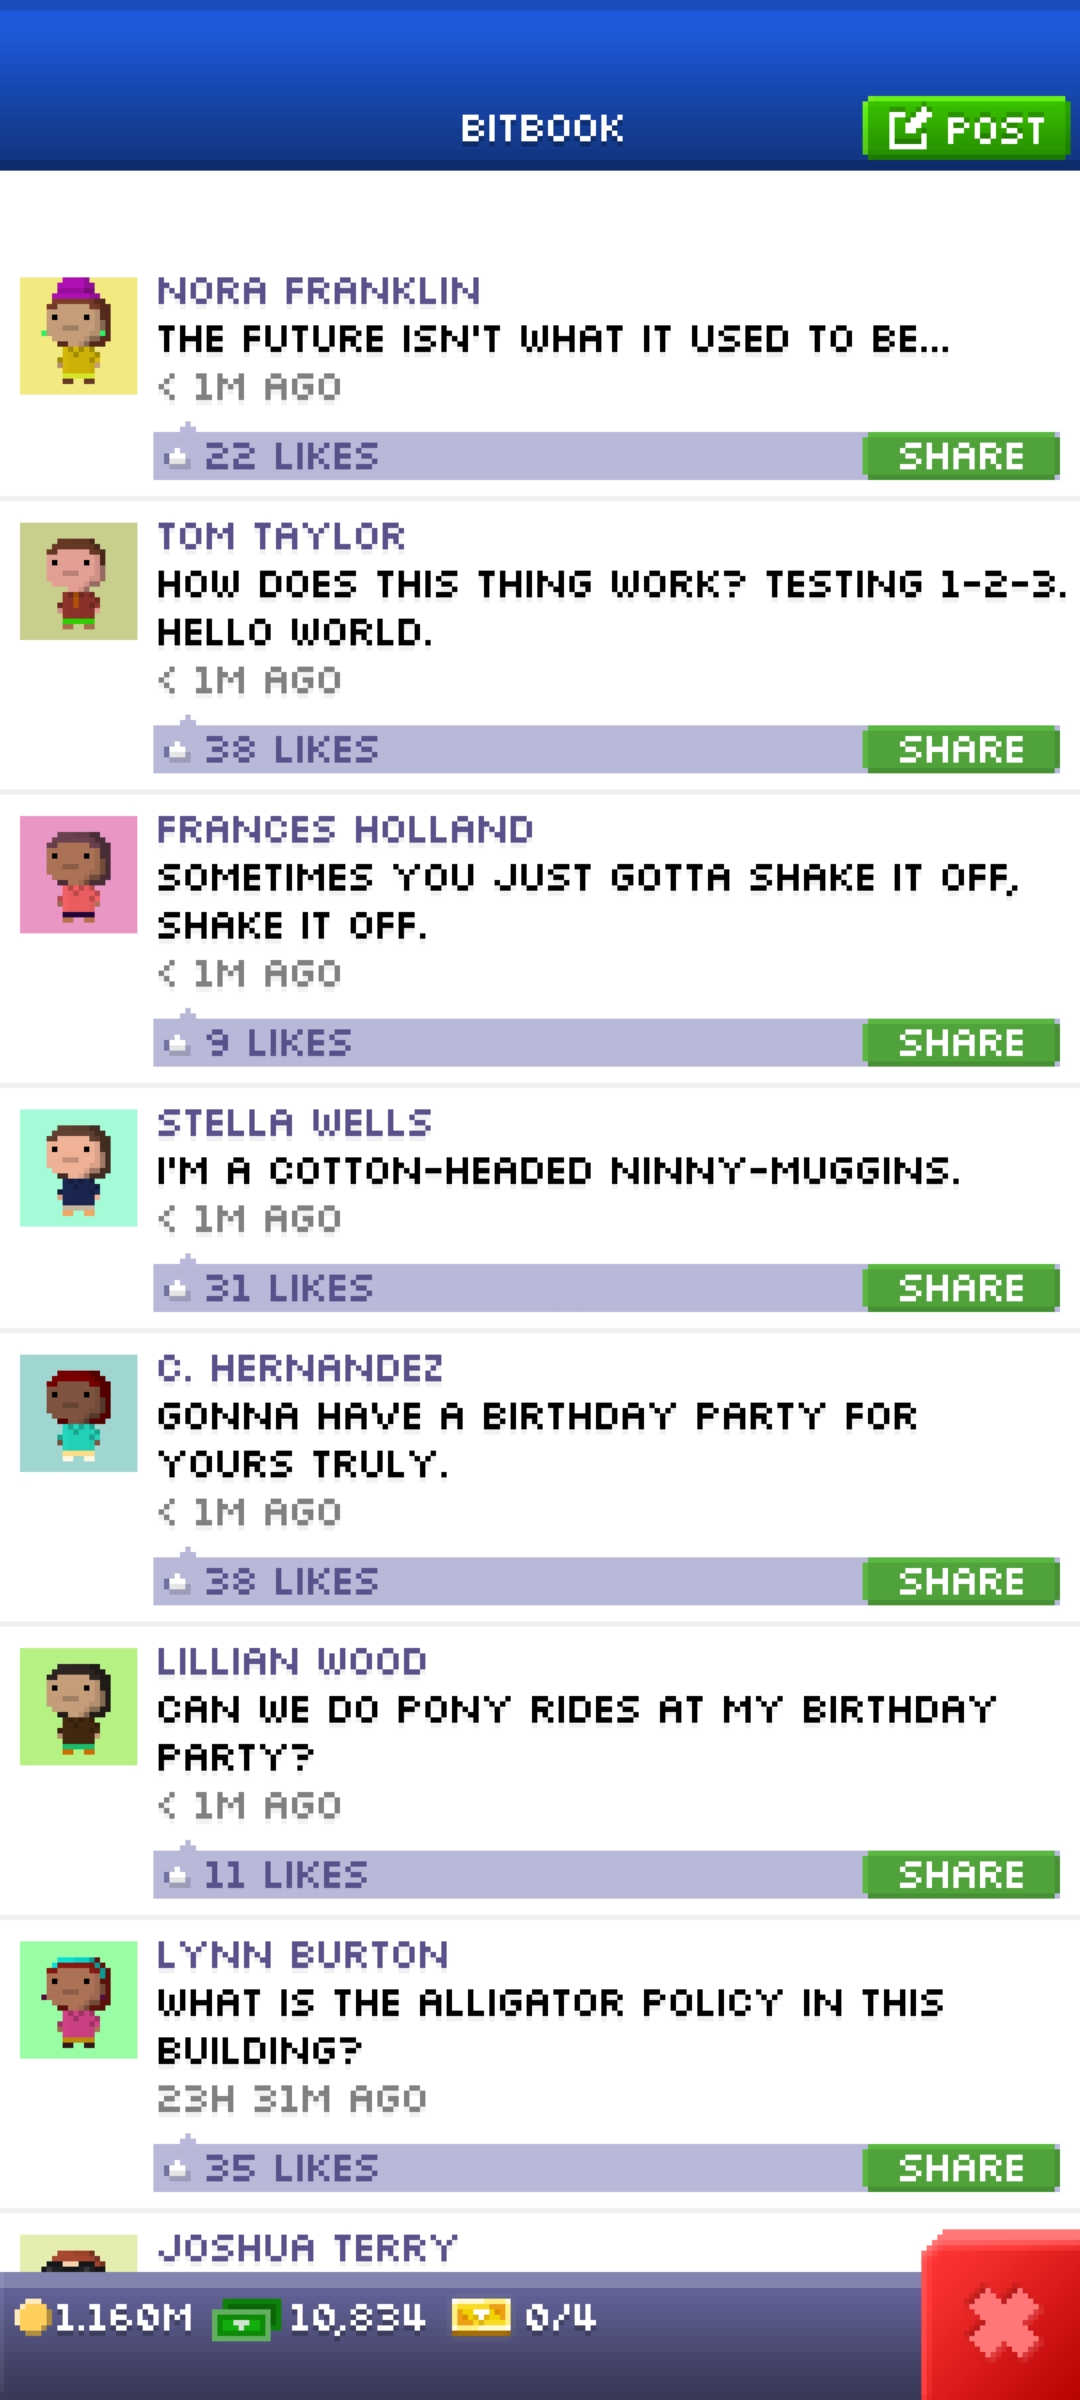 BITBOOK
POST
NORA FRANKLIN
THE FUTURE ISN'T WHAT IT USED TO BE...
< 1M AGO
22 LIKES
SHARE
TOM TAYLOR
HOW DOES THIS THING WORK? TESTING 1-2-3.
HELLO WORLD.
< 1M AGO
38 LIKES
SHARE
FRANCES HOLLAND
SOMETIMES YOU JUST GOTTA SHAKE IT OFF,
SHAKE IT OFF.
< 1M AGO
9 LIKES
SHARE
STELLA WELLS
I'M A COTTON-HEADED NINNY-MUGGINS.
< 1M AGO
31 LIKES
SHARE
C. HERNANDEZ
GONNA HAVE A BIRTHDAY PARTY FOR
YOURS TRULY.
< 1M AGO
38 LIKES
SHARE
LILLIAN WOOD
CAN WE DO PONY RIDES AT MY BIRTHDAY
PARTY?
< 1M AGO
11 LIKES
SHARE
LYNN BURTON
WHAT IS THE ALLIGATOR POLICY IN THIS
BUILDING?
23H 31M AGO
35 LIKES
SHARE
JOSHUA TERRY
1.160M 10,834 0/4